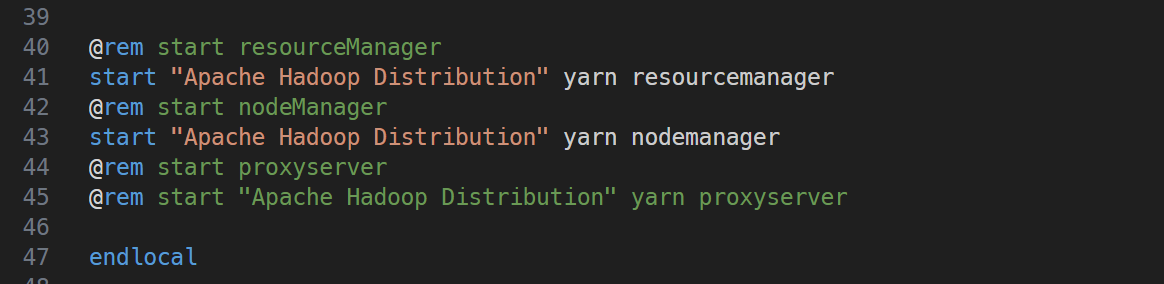 39
40 @rem start resourceManager
41 start "Apache Hadoop Distribution" yarn resourcemanager
42 @rem start nodeManager
43 start "Apache Hadoop Distribution" yarn nodemanager
44 @rem start proxyserver
45 @rem start "Apache Hadoop Distribution" yarn proxyserver
46
47 endlocal